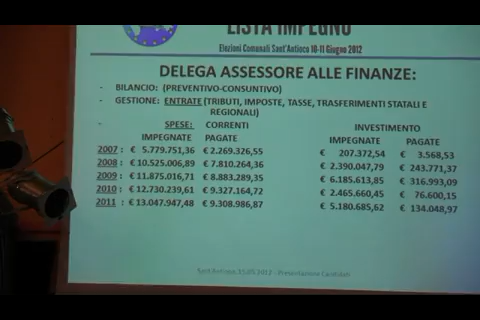 LISTA IMPEGNO
Elezioni Comunali Sant'Antioco 10-11 Giugno 2012
DELEGA ASSESSORE ALLE FINANZE:
- BILANCIO: (PREVENTIVO-CONSUNTIVO)
- GESTIONE: ENTRATE (TRIBUTI, IMPOSTE, TASSE, TRASFERIMENTI STATALI E
REGIONALI)
- SPESE: CORRENTI INVESTIMENTO
IMPEGNATE PAGATE IMPEGNATE PAGATE
2007 : € 5.779.751,36 € 2.269.326,55 € 207.372,54 € 3.568,53
2008 : € 10.525.006,89 € 7.810.264,36 € 2.390.047,79 € 243.771,37
2009 : € 11.875.016,71 € 8.883.289,35 € 6.185.613,85 € 316.993,09
2010 : € 12.730.239,61 € 9.327.164,72 € 2.465.660,45 € 76.600,15
2011 : € 13.047.947,48 € 9.308.986,87 € 5.180.685,62 € 134.048,97
Sant'Antioco 15.05.2012 - Presentazione Candidati